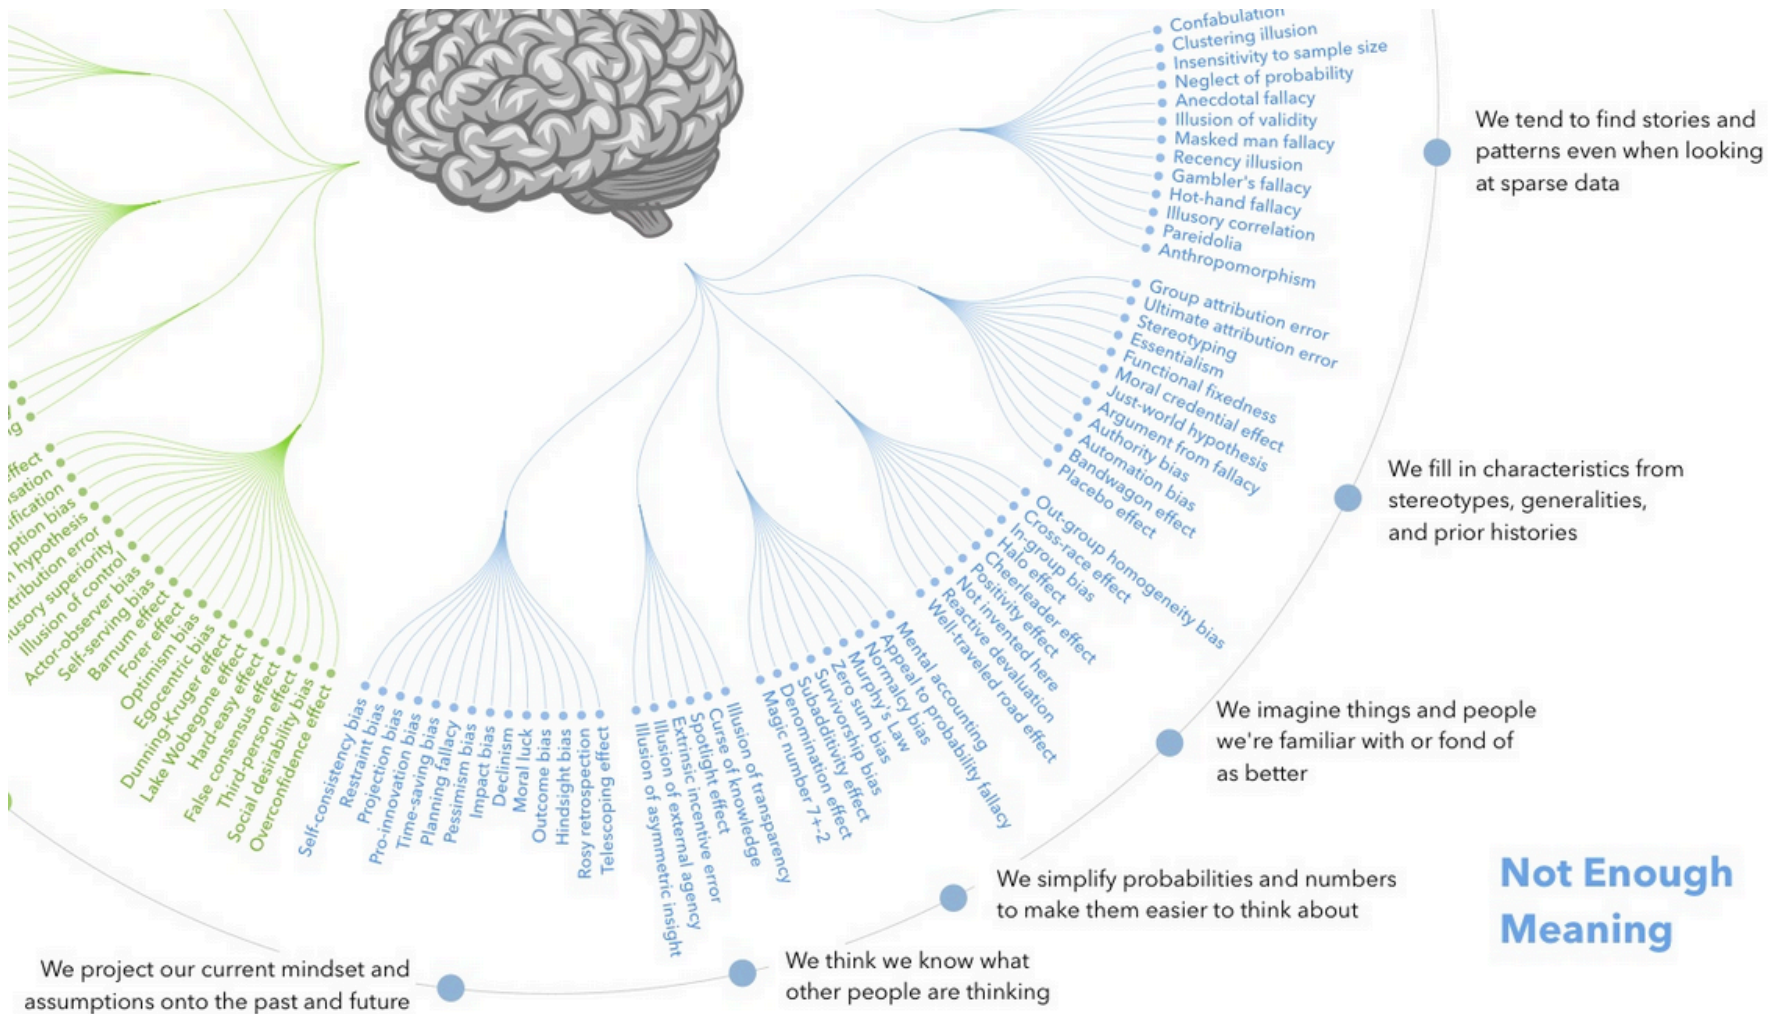 Confabulation
Clustering illusion
Insensitivity to sample size
Neglect of probability
Anecdotal fallacy
Illusion of validity
Masked man fallacy
Recency illusion
Gambler's fallacy
Hot-hand fallacy
Illusory correlation
Pareidolia
Anthropomorphism
We tend to find stories and
patterns even when looking
at sparse data
Group attribution error
Ultimate attribution error
Stereotyping
Essentialism
Functional fixedness
Moral credential effect
Just-world hypothesis
Argument from fallacy
Authority bias
Automation bias
Bandwagon effect
Placebo effect
We fill in characteristics from
stereotypes, generalities,
and prior histories
Out-group homogeneity bias
Cross-race effect
In-group bias
Halo effect
Cheerleader effect
Positivity effect
Not invented here
Reactive devaluation
Well-traveled road effect
We imagine things and people
we're familiar with or fond of
as better
Mental accounting
Appeal to probability fallacy
Normalcy bias
Murphy's Law
Zero sum bias
Survivorship bias
Subadditivity effect
Denomination effect
Magic number 7+-2
We simplify probabilities and numbers
to make them easier to think about
Illusion of transparency
Curse of knowledge
Spotlight effect
Extrinsic incentive error
Illusion of external agency
Illusion of asymmetric insight
We think we know what
other people are thinking
Telescoping effect
Rosy retrospection
Hindsight bias
Outcome bias
Moral luck
Declinism
Impact bias
Pessimism bias
Planning fallacy
Time-saving bias
Pro-innovation bias
Projection bias
Restraint bias
Self-consistency bias
We project our current mindset and
assumptions onto the past and future
Not Enough
Meaning
Overconfidence effect
Social desirability bias
Third-person effect
False consensus effect
Hard-easy effect
Lake Wobegone effect
Dunning-Kruger effect
Egocentric bias
Optimism bias
Forer effect
Barnum effect
Self-serving bias
Actor-observer bias
Illusion of control
usory superiority
tribution error
hypothesis
ption bias
ification
isation
ffect
g